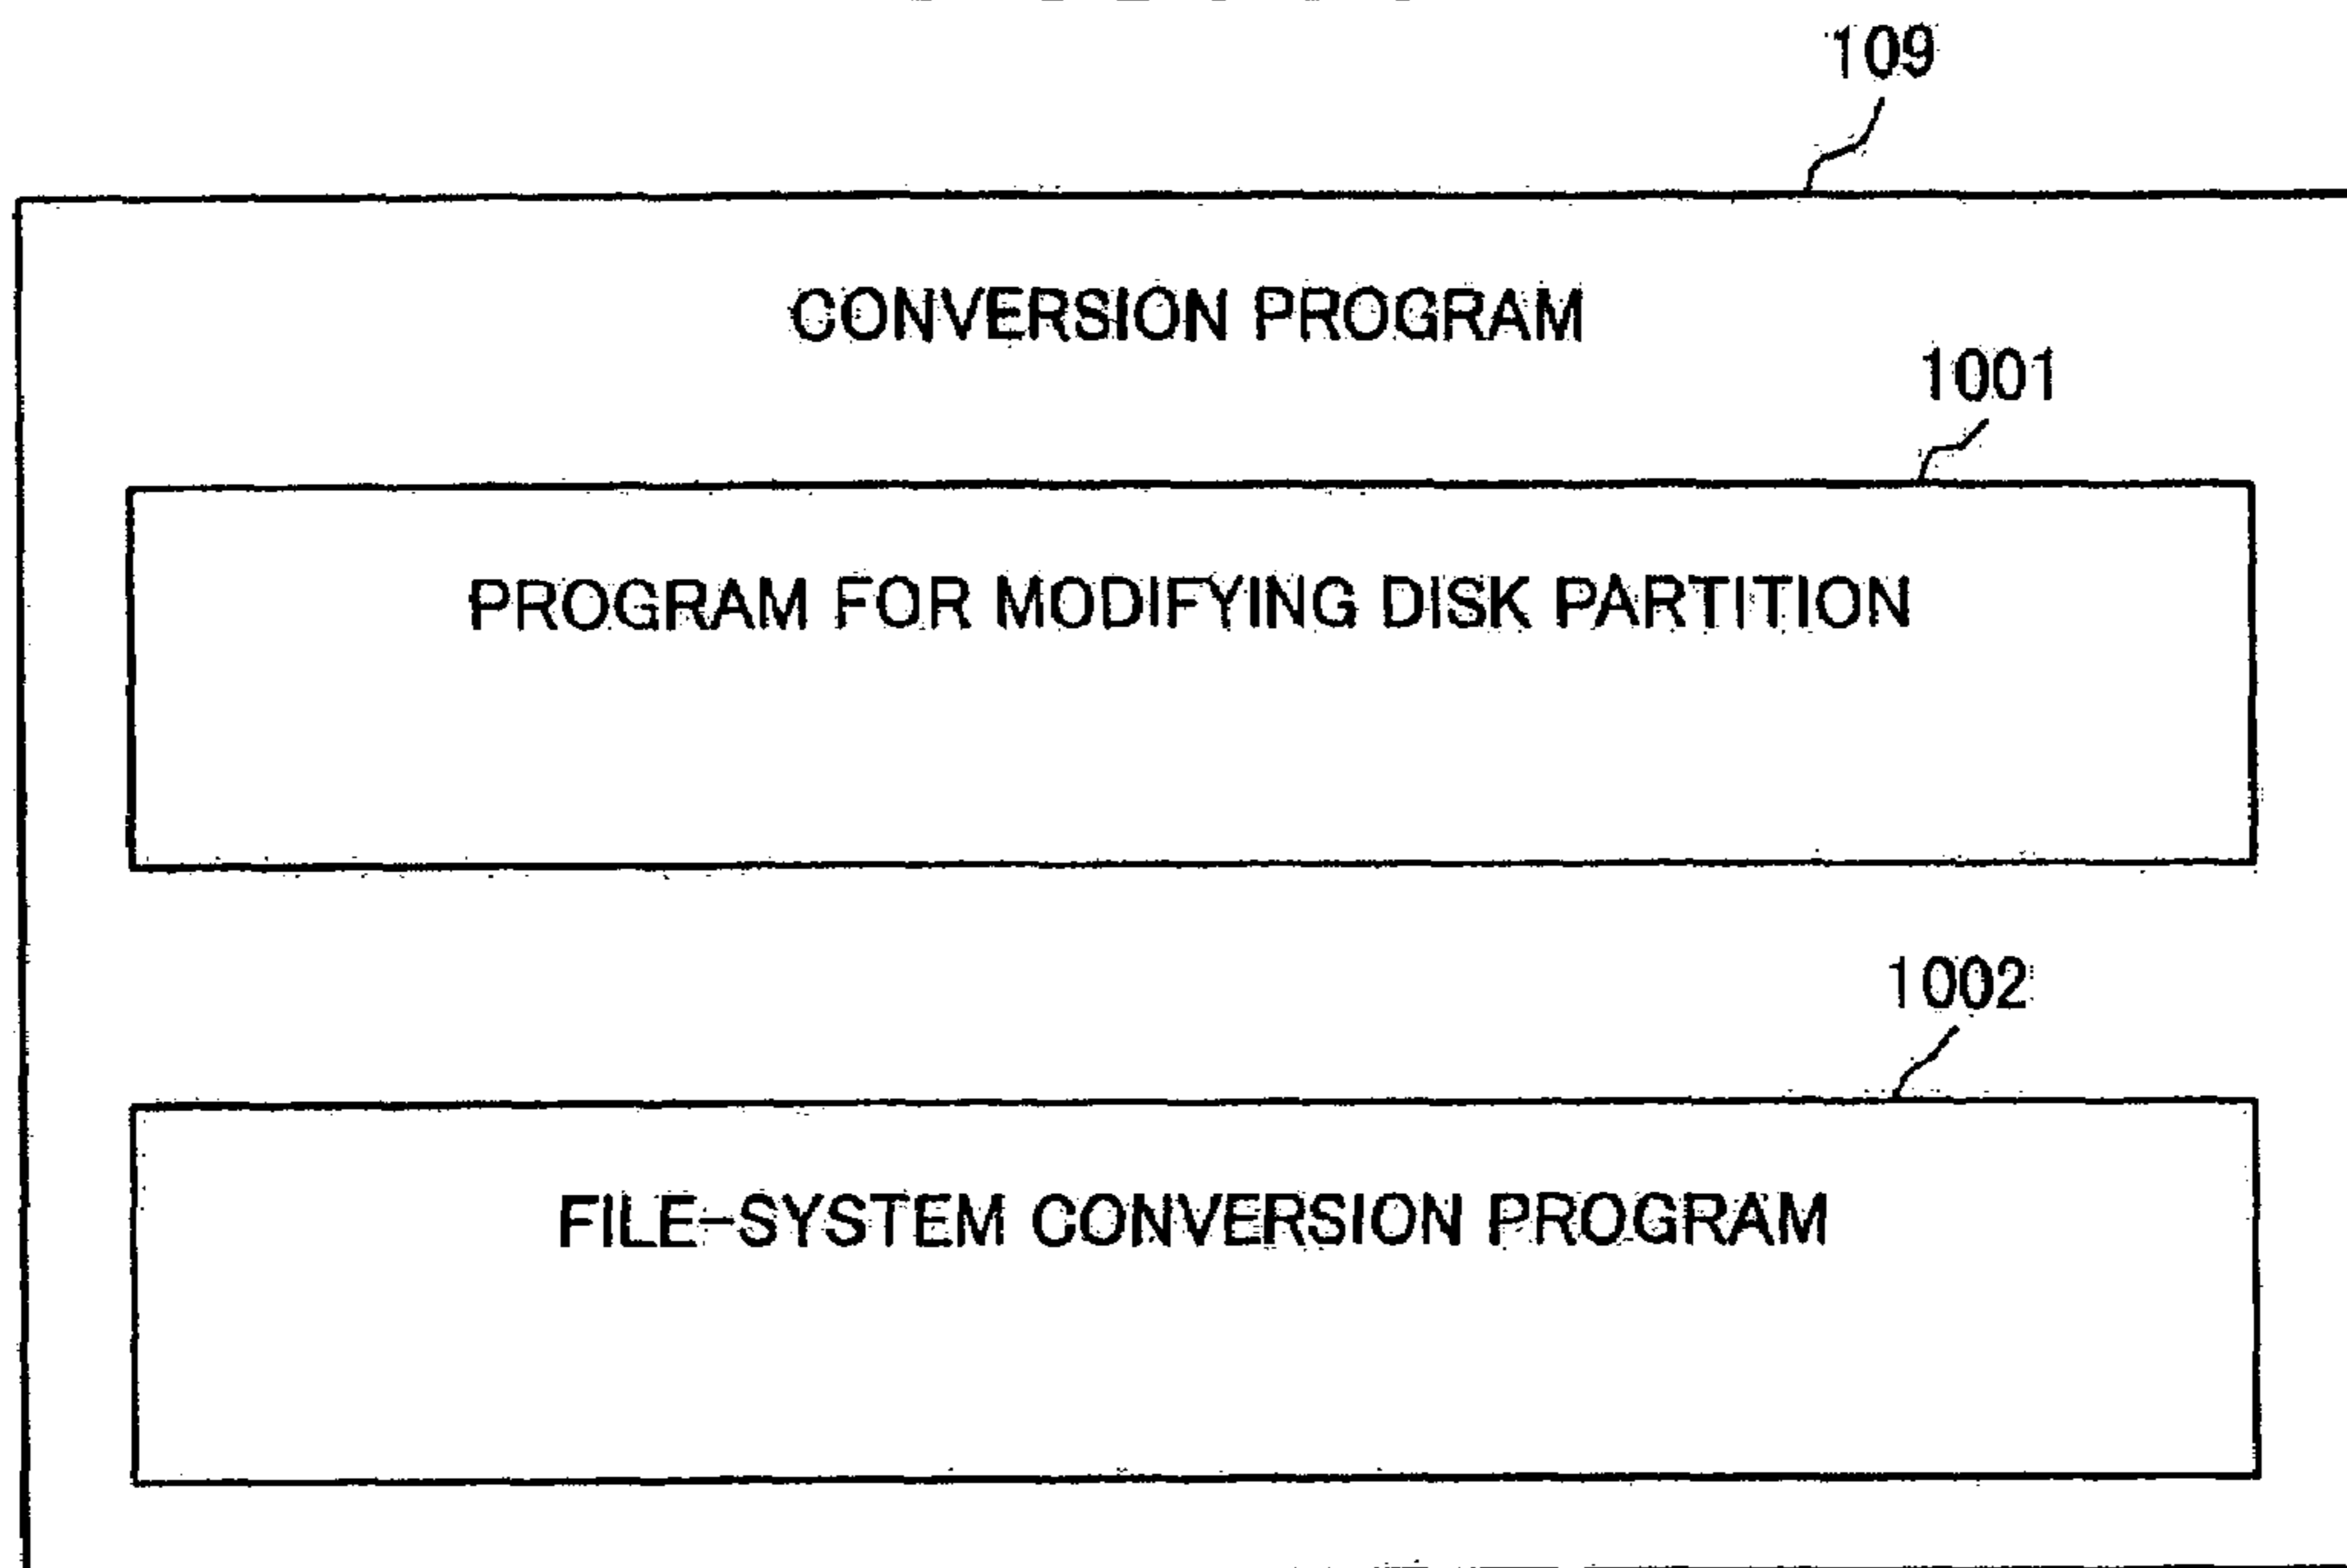 109
CONVERSION PROGRAM
1001
PROGRAM FOR MODIFYING DISK PARTITION
1002
FILE-SYSTEM CONVERSION PROGRAM